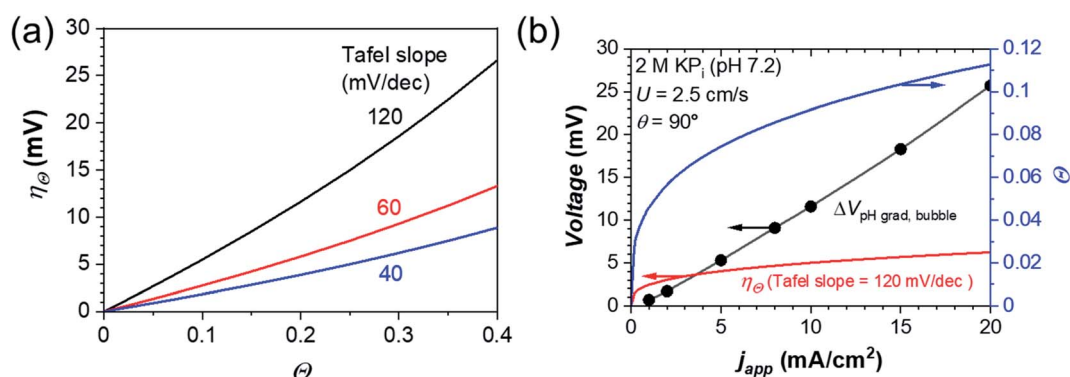 (a)
30
25
20
15
10
5
0
η_Θ (mV)
Tafel slope
(mV/dec)
120
60
40
0
0.1
0.2
0.3
0.4
Θ
(b)
30
25
20
15
10
5
0
Voltage (mV)
2 M KP_i (pH 7.2)
U = 2.5 cm/s
θ = 90°
ΔV_pH grad, bubble
η_Θ (Tafel slope = 120 mV/dec )
0.12
0.1
0.08
0.06
0.04
0.02
0
Θ
0
5
10
15
20
j_app (mA/cm²)